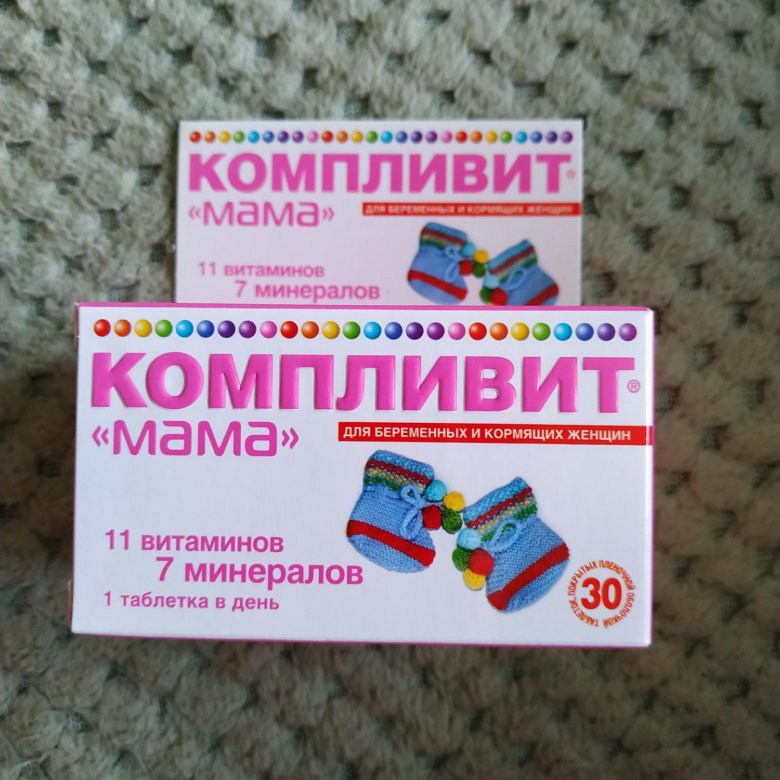 КОМПЛИВИТ®
«мама»
ДЛЯ БЕРЕМЕННЫХ И КОРМЯЩИХ ЖЕНЩИН
11 витаминов
7 минералов
КОМПЛИВИТ®
«мама»
ДЛЯ БЕРЕМЕННЫХ И КОРМЯЩИХ ЖЕНЩИН
11 витаминов
7 минералов
1 таблетка в день
30
ТАБЛЕТОК, ПОКРЫТЫХ ПЛЕНОЧНОЙ ОБОЛОЧКОЙ